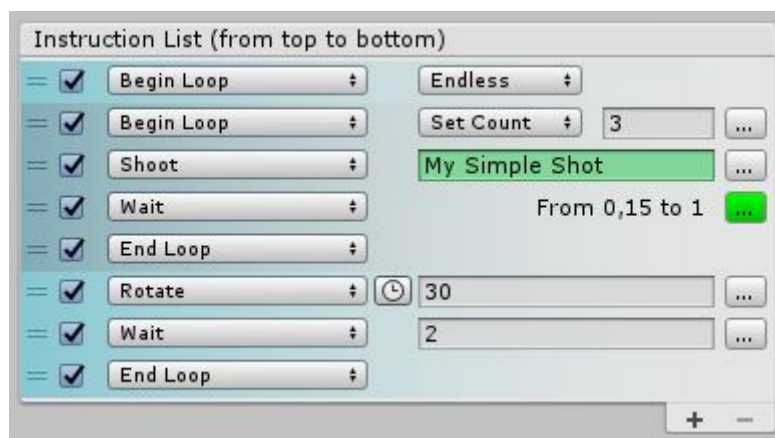 Instruction List (from top to bottom)
Begin Loop Endless
Begin Loop Set Count 3 ...
Shoot My Simple Shot ...
Wait From 0,15 to 1 ...
End Loop
Rotate 30 ...
Wait 2 ...
End Loop
+ −